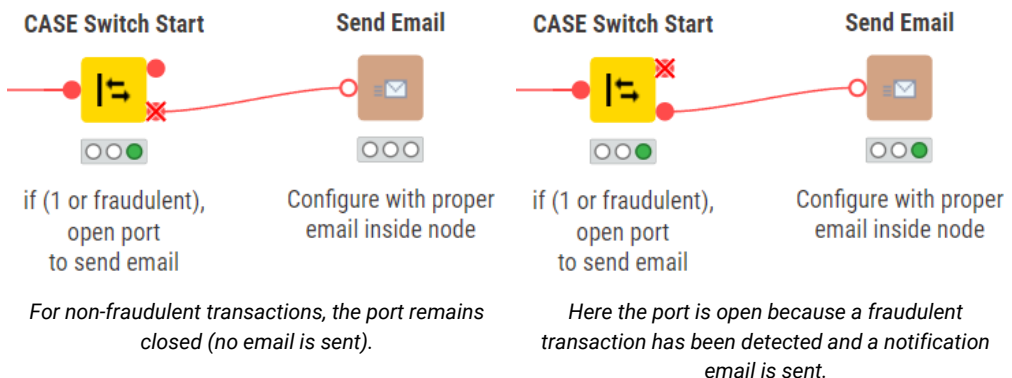 CASE Switch Start
Send Email
if (1 or fraudulent),
open port
to send email
Configure with proper
email inside node
For non-fraudulent transactions, the port remains
closed (no email is sent).
CASE Switch Start
Send Email
if (1 or fraudulent),
open port
to send email
Configure with proper
email inside node
Here the port is open because a fraudulent
transaction has been detected and a notification
email is sent.